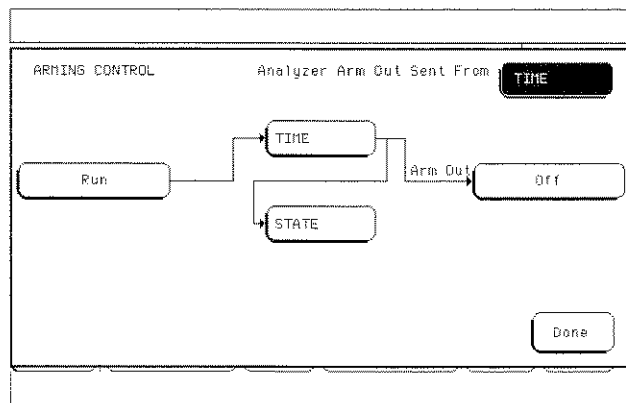 ARMING CONTROL Analyzer Arm Out Sent From TIME
TIME
Run
Arm Out
Off
STATE
Done